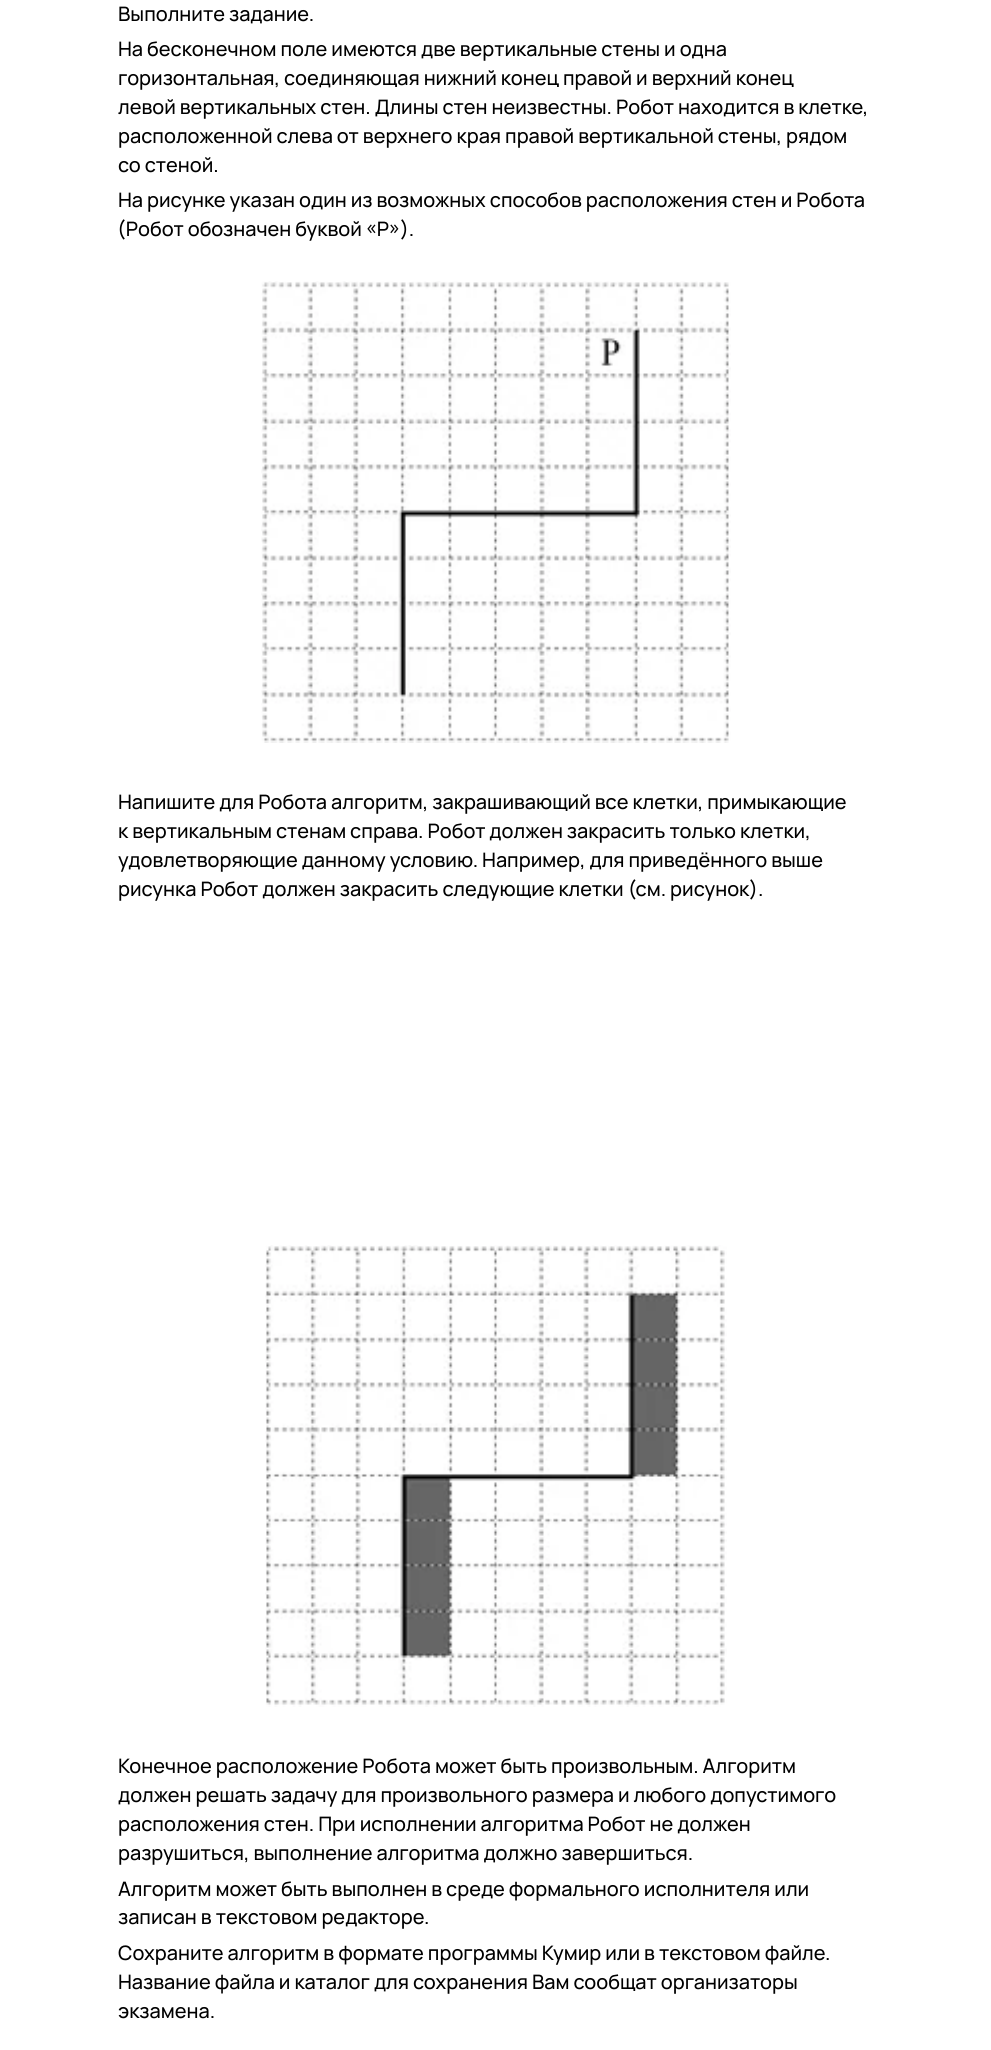 Выполните задание.
На бесконечном поле имеются две вертикальные стены и одна
горизонтальная, соединяющая нижний конец правой и верхний конец
левой вертикальных стен. Длины стен неизвестны. Робот находится в клетке,
расположенной слева от верхнего края правой вертикальной стены, рядом
со стеной.
На рисунке указан один из возможных способов расположения стен и Робота
(Робот обозначен буквой «Р»).
Р
Напишите для Робота алгоритм, закрашивающий все клетки, примыкающие
к вертикальным стенам справа. Робот должен закрасить только клетки,
удовлетворяющие данному условию. Например, для приведённого выше
рисунка Робот должен закрасить следующие клетки (см. рисунок).
Конечное расположение Робота может быть произвольным. Алгоритм
должен решать задачу для произвольного размера и любого допустимого
расположения стен. При исполнении алгоритма Робот не должен
разрушиться, выполнение алгоритма должно завершиться.
Алгоритм может быть выполнен в среде формального исполнителя или
записан в текстовом редакторе.
Сохраните алгоритм в формате программы Кумир или в текстовом файле.
Название файла и каталог для сохранения Вам сообщат организаторы
экзамена.